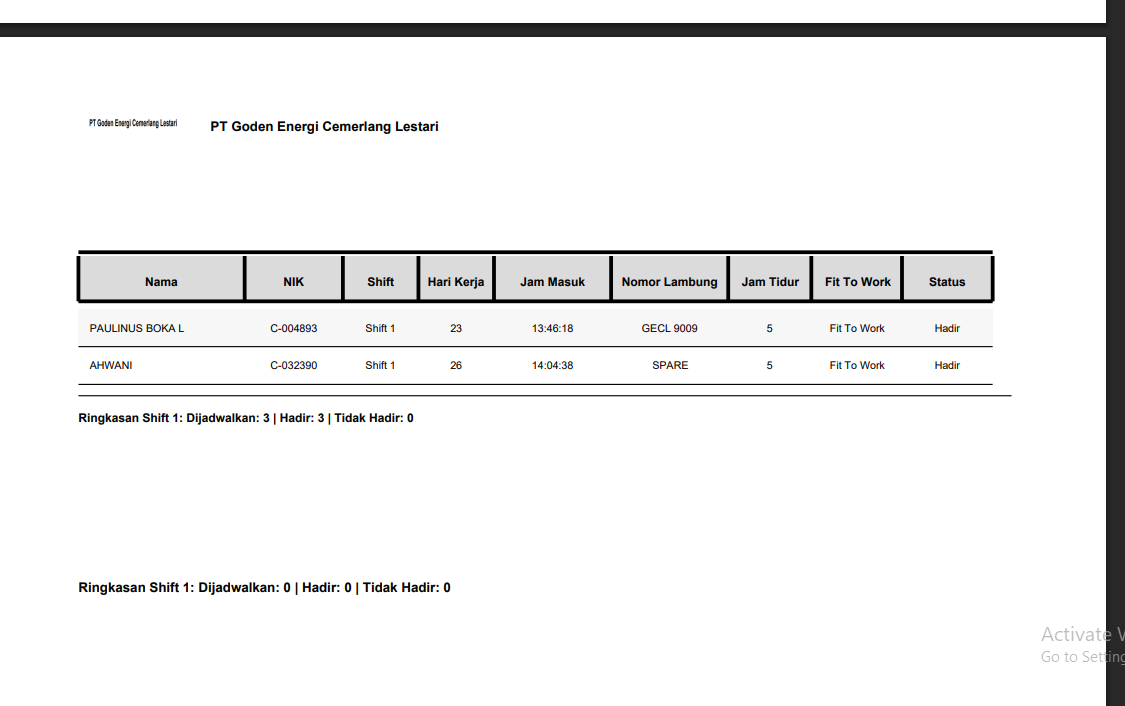 PT Goden Energi Cemerlang Lestari PT Goden Energi Cemerlang Lestari
Nama NIK Shift Hari Kerja Jam Masuk Nomor Lambung Jam Tidur Fit To Work Status
PAULINUS BOKA L C-004893 Shift 1 23 13:46:18 GECL 9009 5 Fit To Work Hadir
AHWANI C-032390 Shift 1 26 14:04:38 SPARE 5 Fit To Work Hadir
Ringkasan Shift 1: Dijadwalkan: 3 | Hadir: 3 | Tidak Hadir: 0
Ringkasan Shift 1: Dijadwalkan: 0 | Hadir: 0 | Tidak Hadir: 0
Activate
Go to Setting